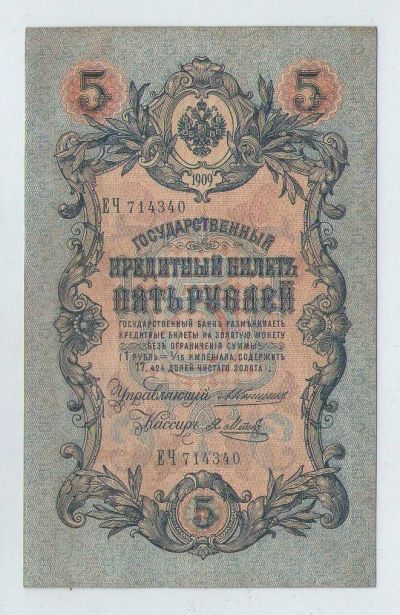 5 5
1909
ЕЧ 714340
ГОСУДАРСТВЕННЫЙ
КРЕДИТНЫЙ БИЛЕТЪ
ПЯТЬ РУБЛЕЙ
ГОСУДАРСТВЕННЫЙ БАНКЪ РАЗМѢНИВАЕТЪ
КРЕДИТНЫЕ БИЛЕТЫ НА ЗОЛОТУЮ МОНЕТУ
БЕЗЪ ОГРАНИЧЕНІЯ СУММЫ
(1 РУБЛЬ = 1/15 ИМПЕРІАЛА, СОДЕРЖИТЪ
17,424 ДОЛЕЙ ЧИСТАГО ЗОЛОТА).
Управляющій
Кассиръ
ЕЧ 714340
5